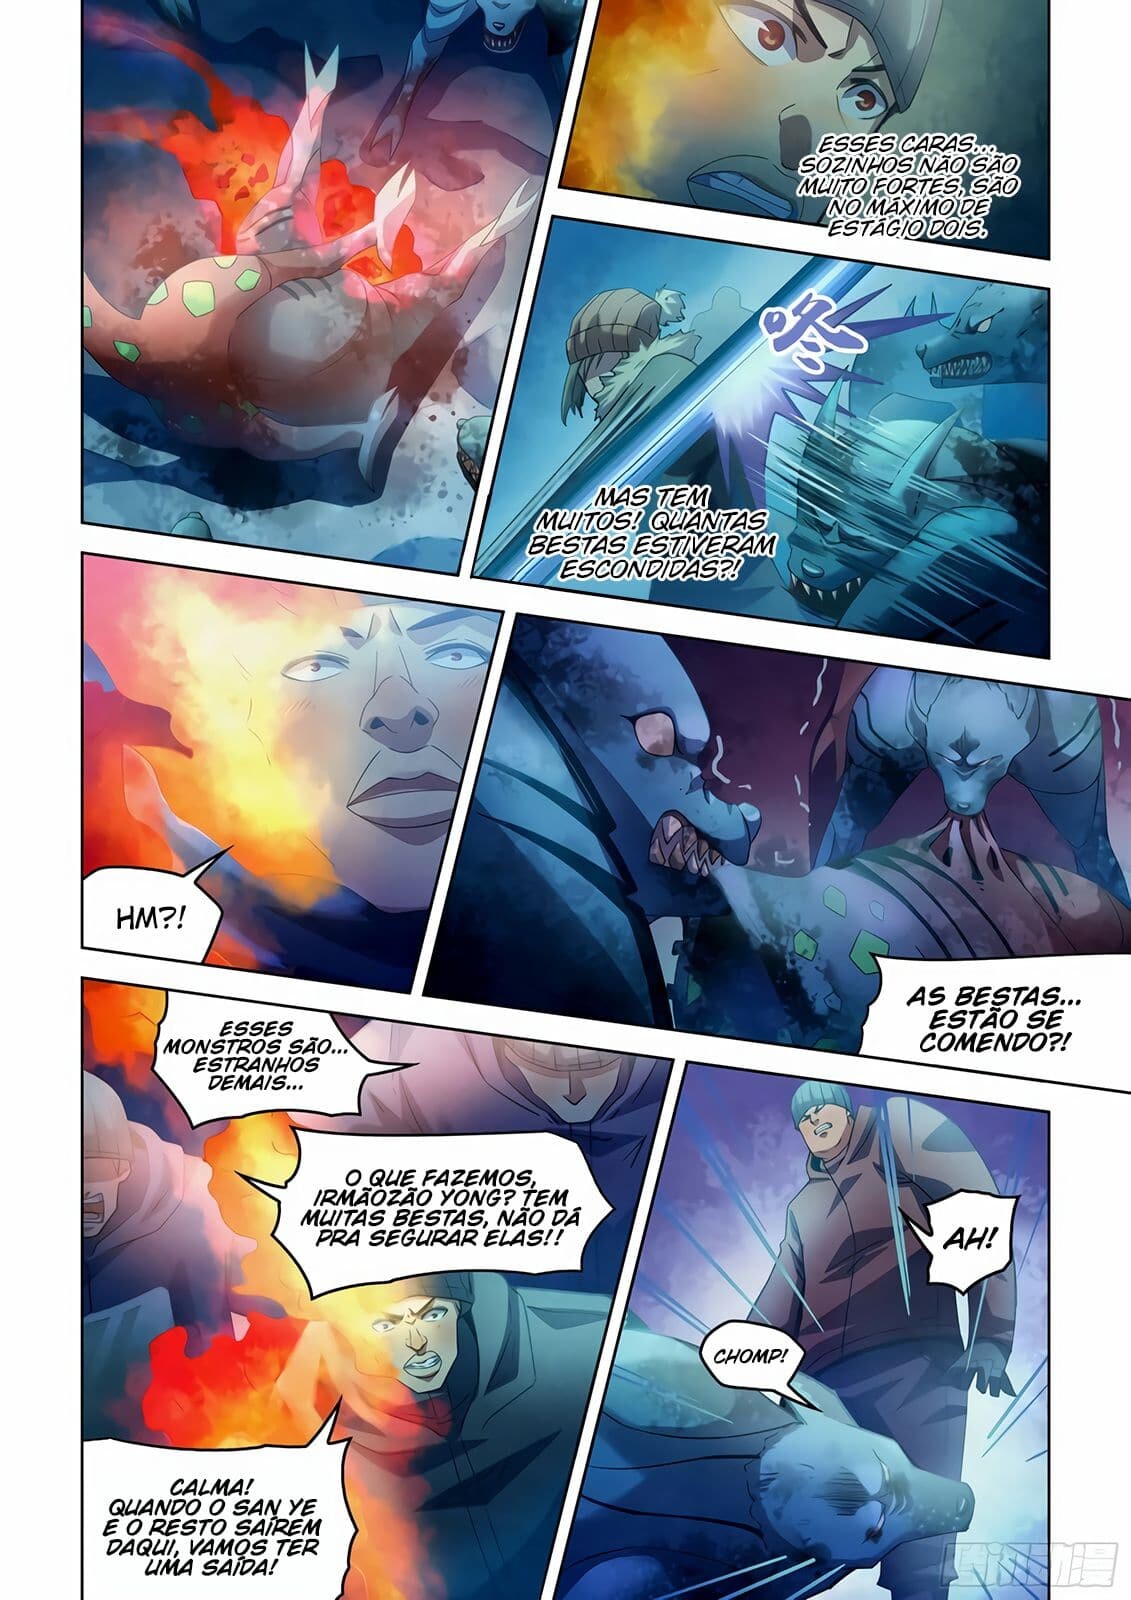 ESSES CARAS...
SOZINHOS NÃO SÃO
MUITO FORTES, SÃO
NO MÁXIMO DE
ESTÁGIO DOIS.
咚
MAS TEM
MUITOS! QUANTAS
BESTAS ESTIVERAM
ESCONDIDAS?!
HM?!
AS BESTAS...
ESTÃO SE
COMENDO?!
ESSES
MONSTROS SÃO...
ESTRANHOS
DEMAIS...
O QUE FAZEMOS,
IRMÃOZÃO YONG? TEM
MUITAS BESTAS, NÃO DÁ
PRA SEGURAR ELAS!!
AH!
CHOMP!
CALMA!
QUANDO O SAN YE
E O RESTO SAÍREM
DAQUI, VAMOS TER
UMA SAÍDA!